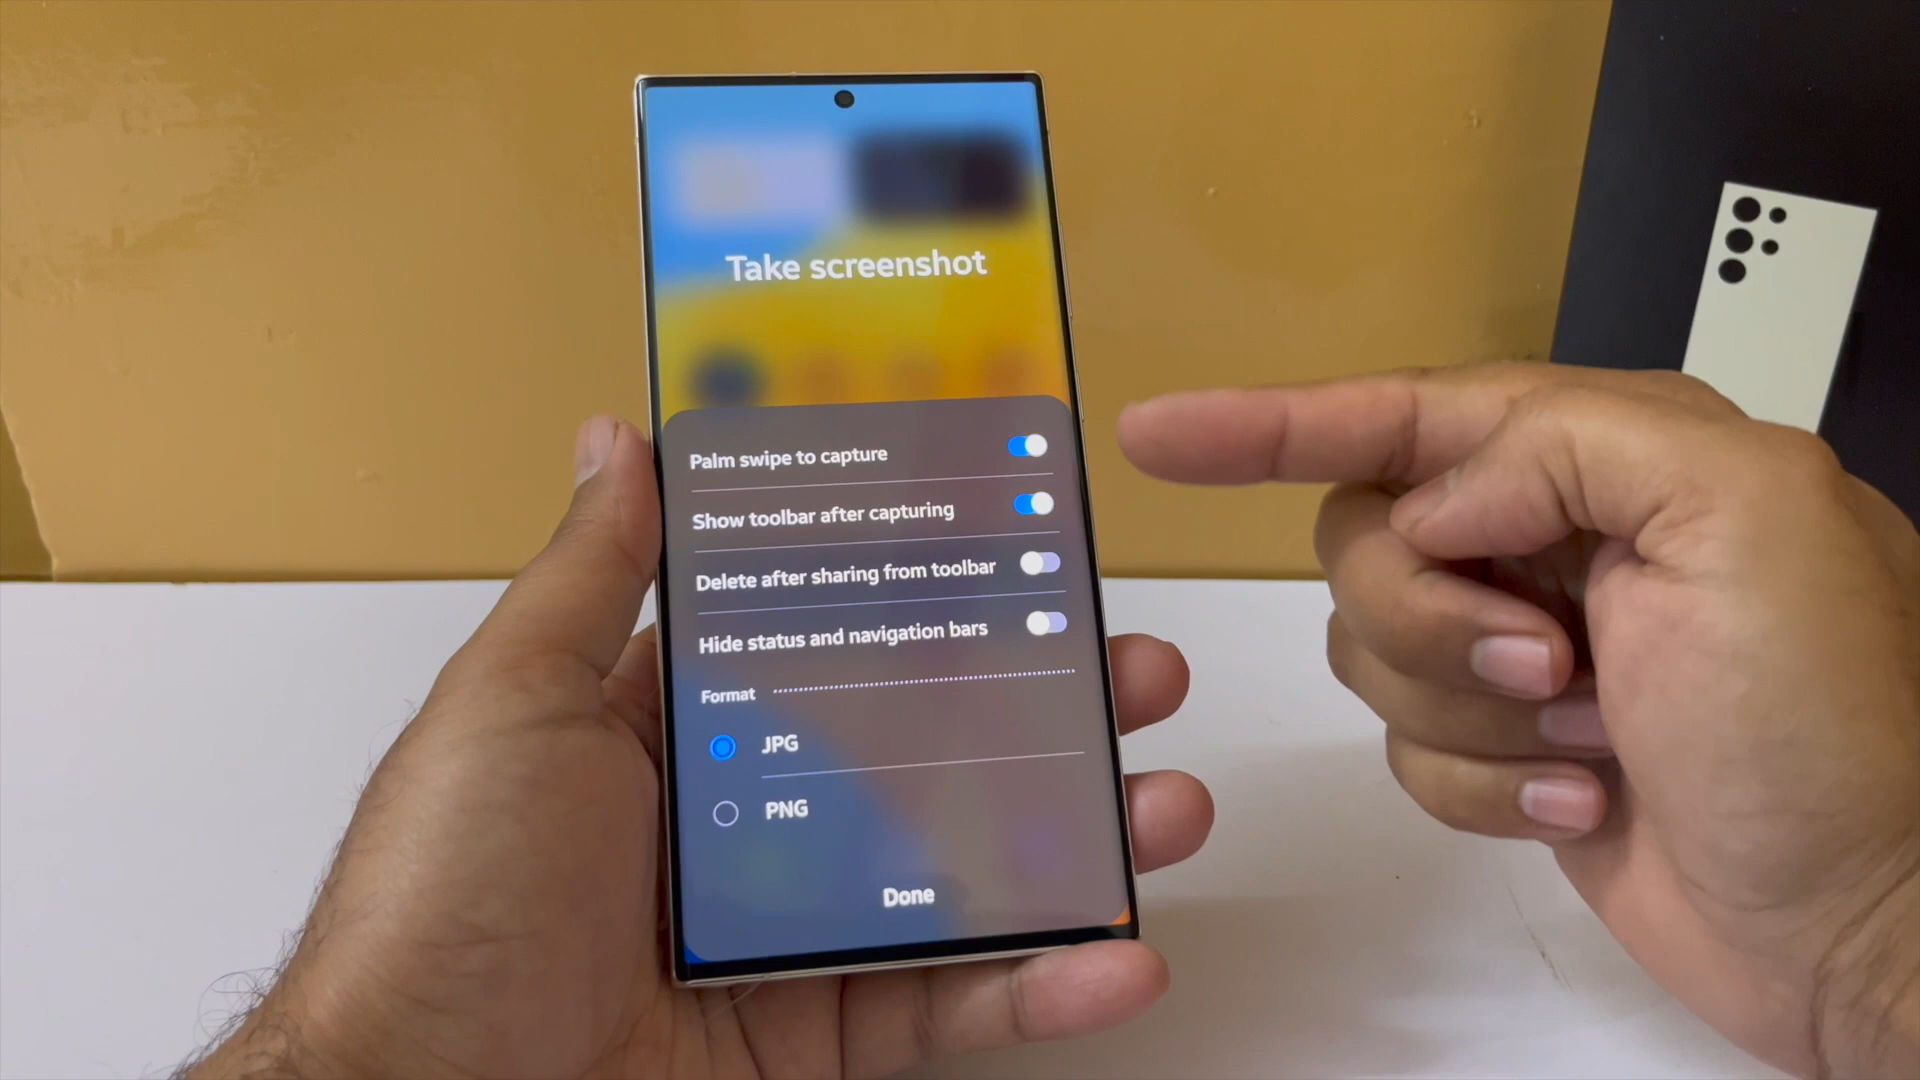 Take screenshot
Palm swipe to capture
Show toolbar after capturing
Delete after sharing from toolbar
Hide status and navigation bars
Format
JPG
PNG
Done